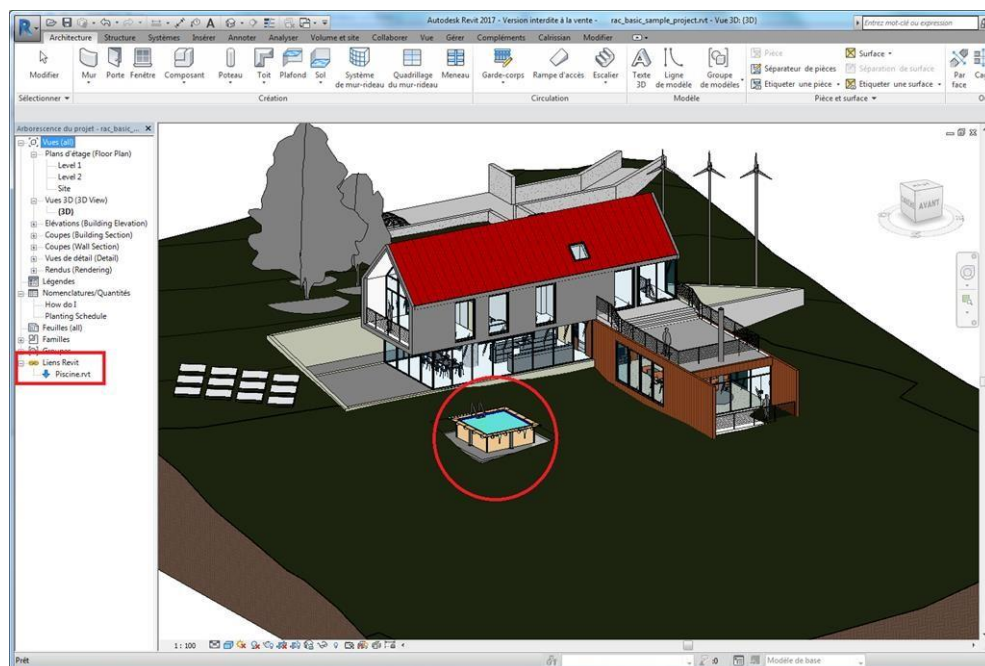 Autodesk Revit 2017 - Version interdite à la vente - rac_basic_sample_project.rvt - Vue 3D: {3D}
Entrez mot-clé ou expression
Architecture Structure Systèmes Insérer Annoter Analyser Volume et site Collaborer Vue Gérer Compléments Calrissian Modifier
Modifier Mur Porte Fenêtre Composant Poteau Toit Plafond Sol Système de mur-rideau Quadrillage du mur-rideau Meneau Garde-corps Rampe d'accès Escalier Texte 3D Ligne de modèle Groupe de modèles
Pièce
Séparateur de pièces
Etiqueter une pièce
Surface
Séparation de surface
Etiqueter une surface
Par face
Sélectionner Création Circulation Modèle Pièce et surface
Arborescence du projet - rac_basic_...
Vues (all)
Plans d'étage (Floor Plan)
Level 1
Level 2
Site
Vues 3D (3D View)
{3D}
Elévations (Building Elevation)
Coupes (Building Section)
Coupes (Wall Section)
Vues de détail (Detail)
Rendus (Rendering)
Légendes
Nomenclatures/Quantités
How do I
Planting Schedule
Feuilles (all)
Familles
Groupes
Liens Revit
Piscine.rvt
AVANT
1 : 100
Prêt
:0
Modèle de base